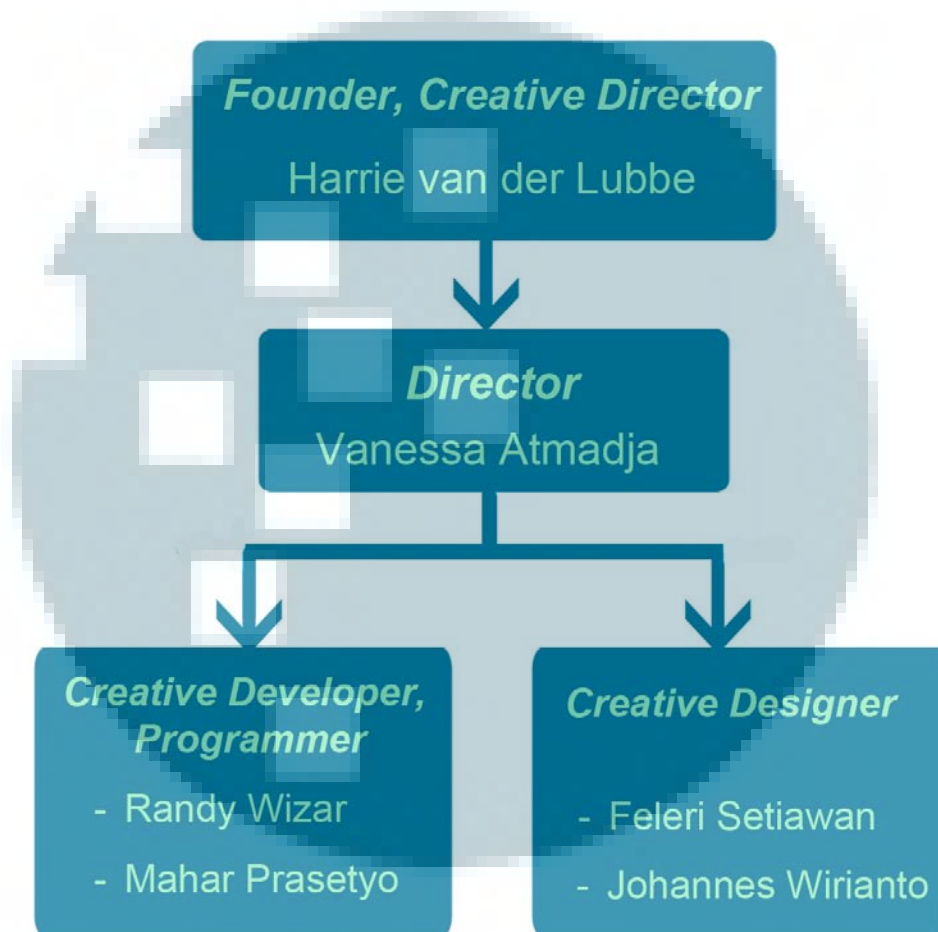 Founder, Creative Director
Harrie van der Lubbe
Director
Vanessa Atmadja
Creative Developer,
Programmer
- Randy Wizar
- Mahar Prasetyo
Creative Designer
- Feleri Setiawan
- Johannes Wirianto